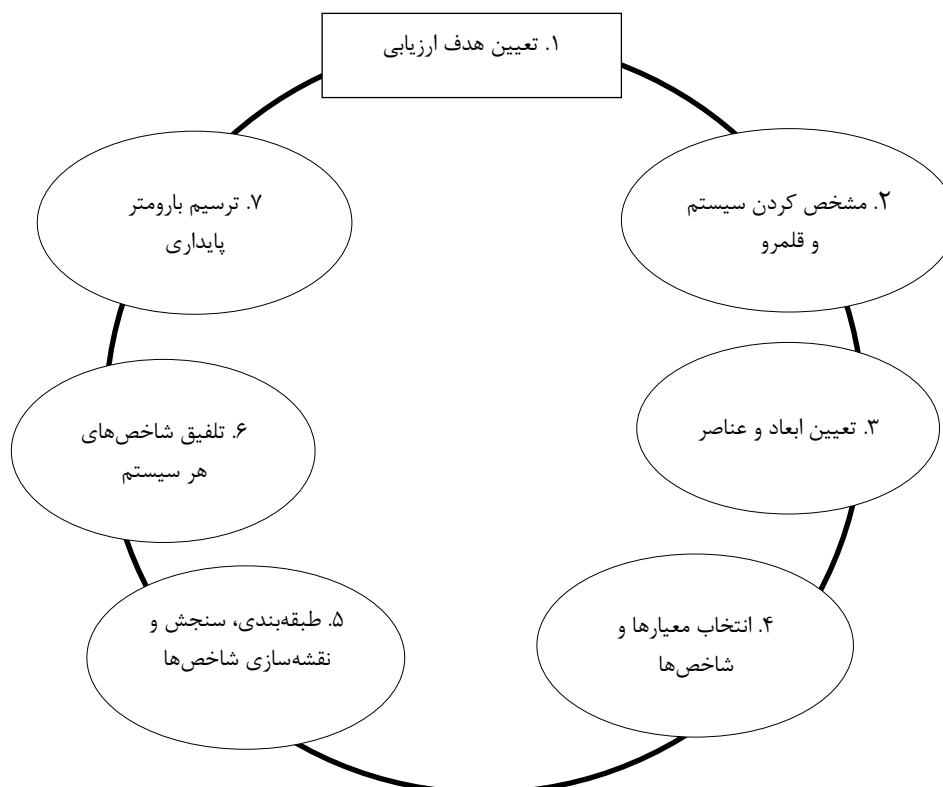 ۱. تعیین هدف ارزیابی
۲. مشخص کردن سیستم
و قلمرو
۳. تعیین ابعاد و عناصر
۴. انتخاب معیارها و
شاخص‌ها
۵. طبقه‌بندی، سنجش و
نقشه‌سازی شاخص‌ها
۶. تلفیق شاخص‌های
هر سیستم
۷. ترسیم بارومتر
پایداری